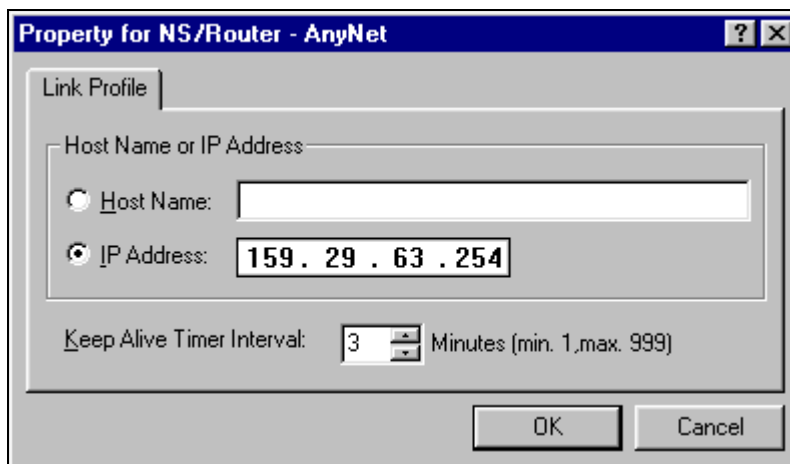 Property for NS/Router - AnyNet ? ×
Link Profile
Host Name or IP Address
Host Name:
IP Address: 159 . 29 . 63 . 254
Keep Alive Timer Interval: 3 Minutes (min. 1,max. 999)
OK Cancel